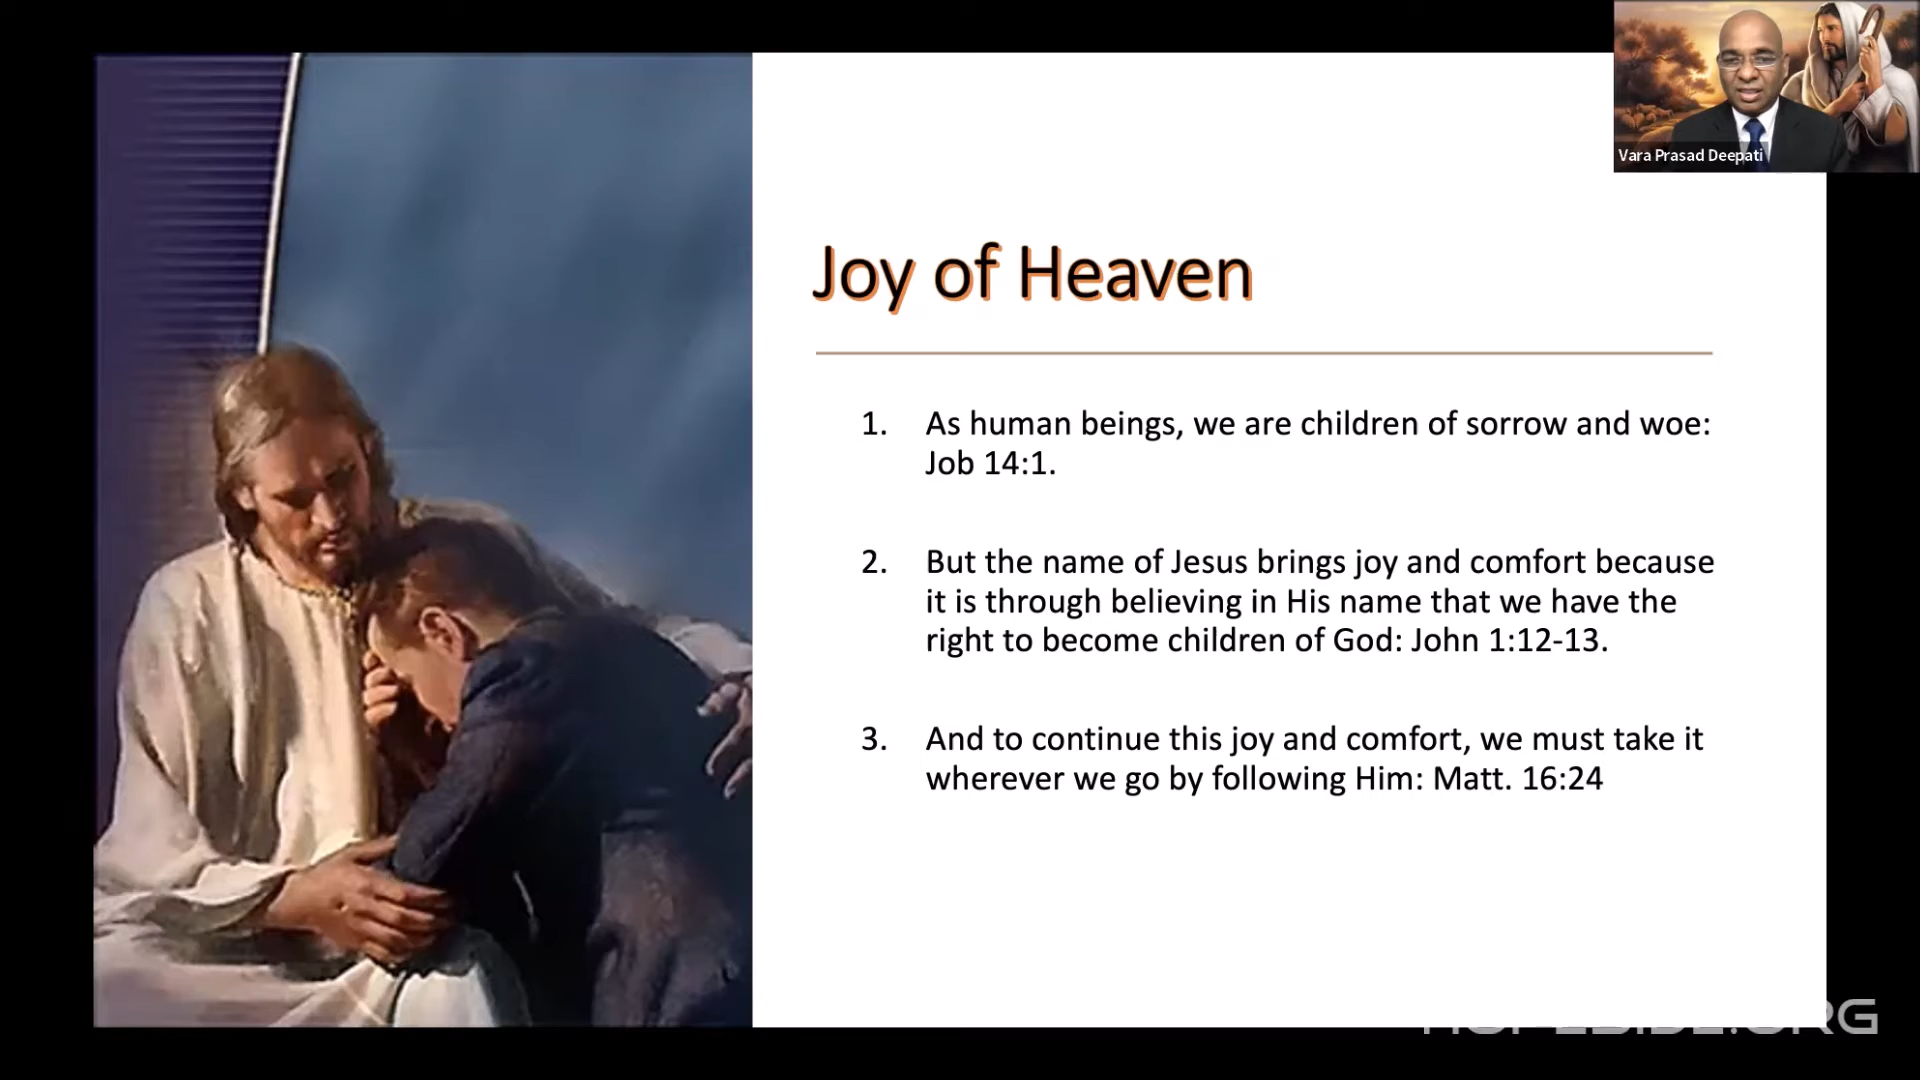 Vara Prasad Deepati
Joy of Heaven
1. As human beings, we are children of sorrow and woe:
Job 14:1.
2. But the name of Jesus brings joy and comfort because
it is through believing in His name that we have the
right to become children of God: John 1:12-13.
3. And to continue this joy and comfort, we must take it
wherever we go by following Him: Matt. 16:24